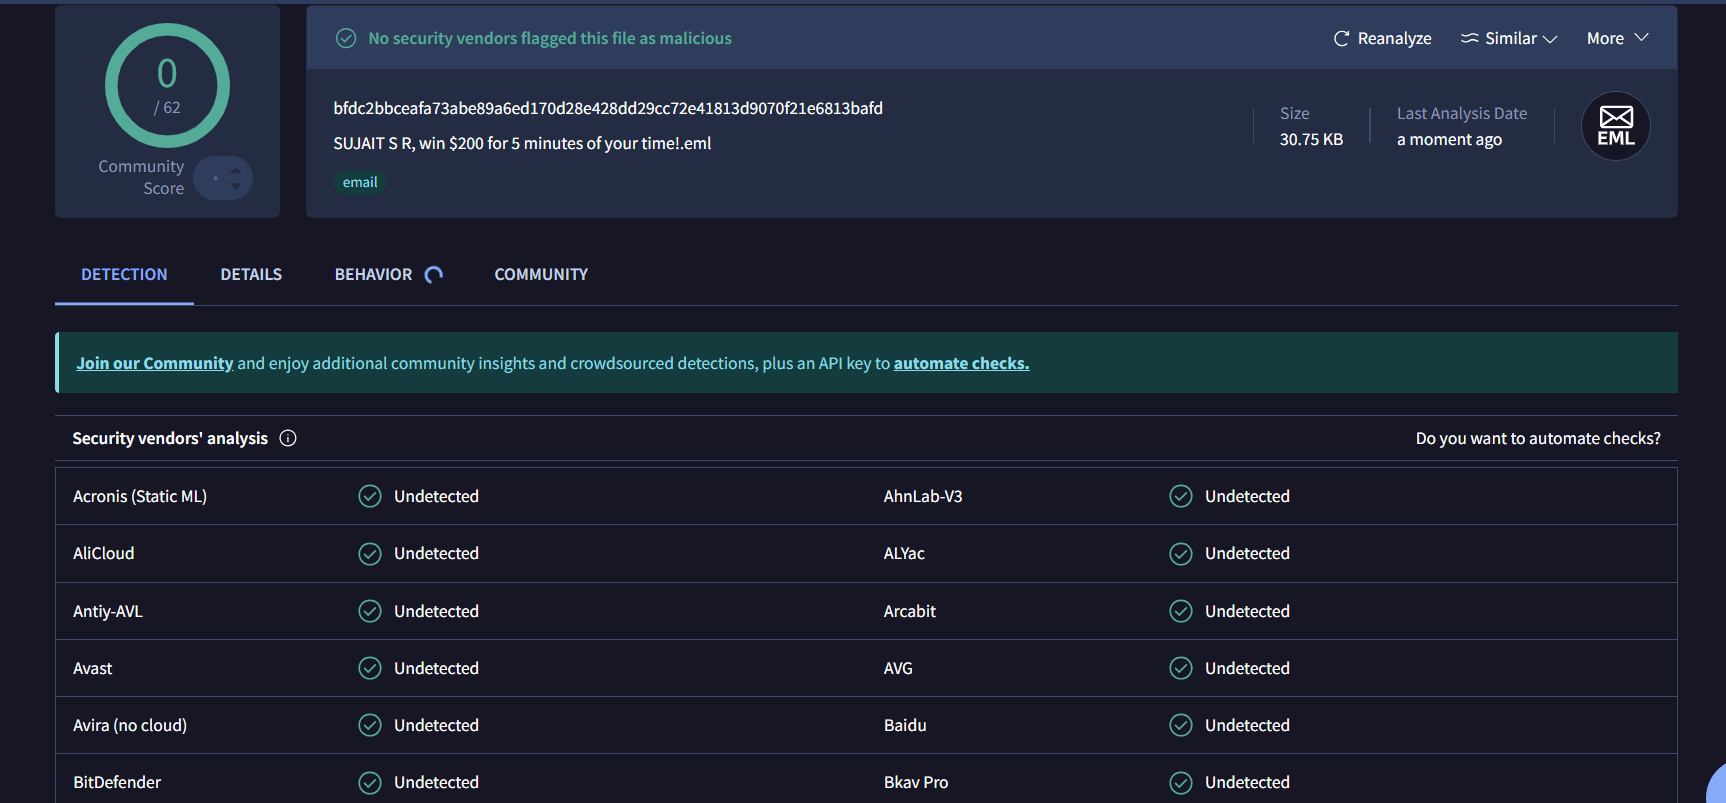 0
/ 62
Community
Score
No security vendors flagged this file as malicious
Reanalyze
Similar
More
bfdc2bbceafa73abe89a6ed170d28e428dd29cc72e41813d9070f21e6813bafd
SUJAIT S R, win $200 for 5 minutes of your time!.eml
email
Size
30.75 KB
Last Analysis Date
a moment ago
EML
DETECTION
DETAILS
BEHAVIOR
COMMUNITY
Join our Community and enjoy additional community insights and crowdsourced detections, plus an API key to automate checks.
Security vendors' analysis
Do you want to automate checks?
Acronis (Static ML) Undetected AhnLab-V3 Undetected
AliCloud Undetected ALYac Undetected
Antiy-AVL Undetected Arcabit Undetected
Avast Undetected AVG Undetected
Avira (no cloud) Undetected Baidu Undetected
BitDefender Undetected Bkav Pro Undetected